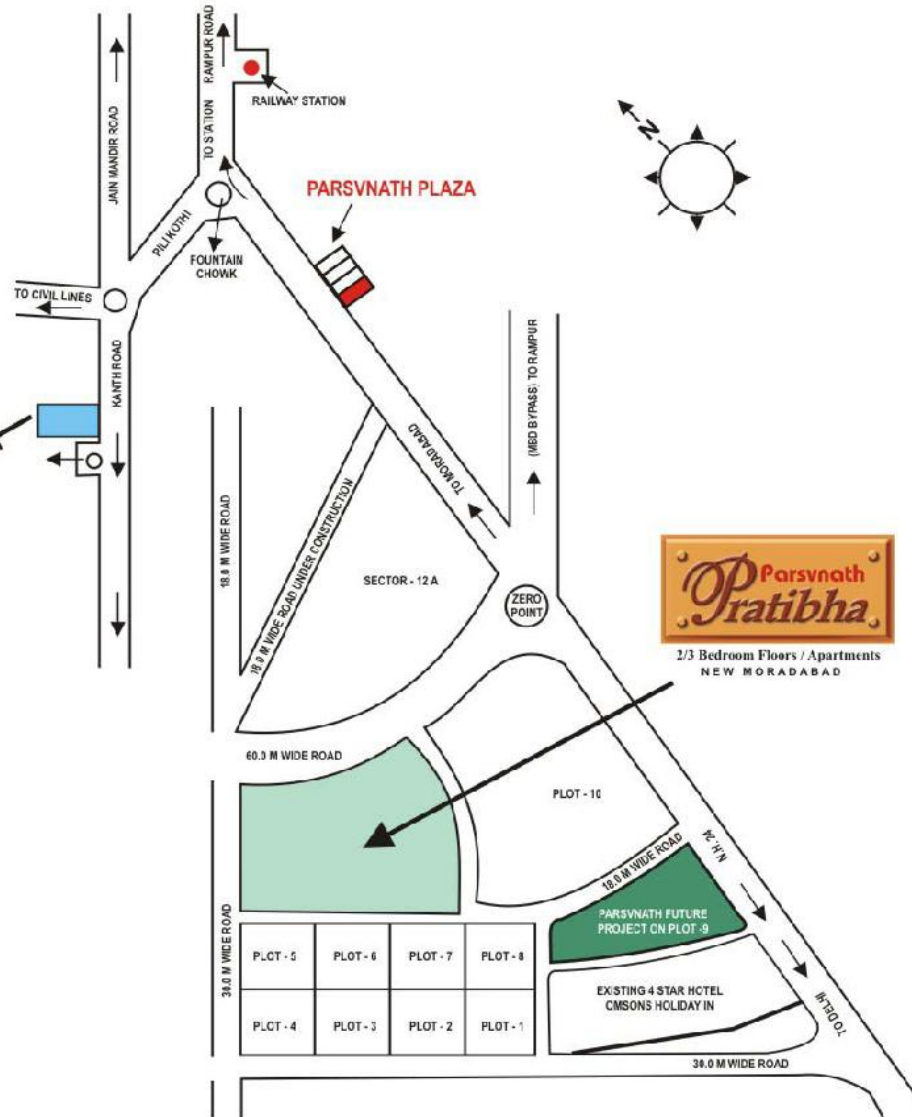 RAMPUR ROAD
TO STATION
RAILWAY STATION
JAIN MANDIR ROAD
N
PARSVNATH PLAZA
PILI KOTHI
FOUNTAIN
CHOWK
TO CIVIL LINES
KANTH ROAD
(MBD BYPASS) TO RAMPUR
TO MORADABAD
18.0 M WIDE ROAD
18.0 M WIDE ROAD UNDER CONSTRUCTION
SECTOR - 12 A
ZERO
POINT
Parsvnath
Pratibha
2/3 Bedroom Floors / Apartments
NEW MORADABAD
60.0 M WIDE ROAD
PLOT - 10
N.H. 24
18.0 M WIDE ROAD
PARSVNATH FUTURE
PROJECT ON PLOT -9
30.0 M WIDE ROAD
PLOT - 5
PLOT - 6
PLOT - 7
PLOT - 8
EXISTING 4 STAR HOTEL
OMSONS HOLIDAY IN
TO DELHI
PLOT - 4
PLOT - 3
PLOT - 2
PLOT - 1
30.0 M WIDE ROAD